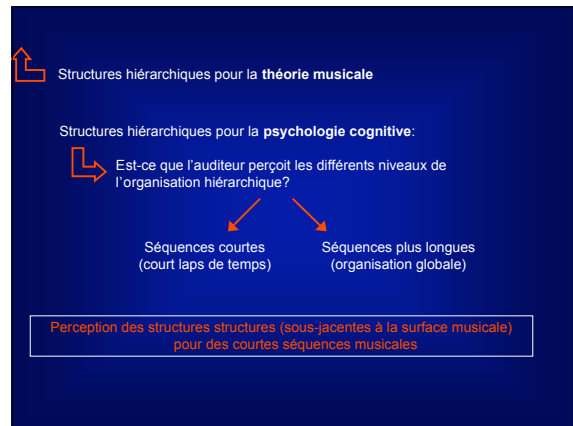 Structures hiérarchiques pour la théorie musicale
Structures hiérarchiques pour la psychologie cognitive:
Est-ce que l'auditeur perçoit les différents niveaux de
l'organisation hiérarchique?
Séquences courtes
(court laps de temps)
Séquences plus longues
(organisation globale)
Perception des structures structures (sous-jacentes à la surface musicale)
pour des courtes séquences musicales